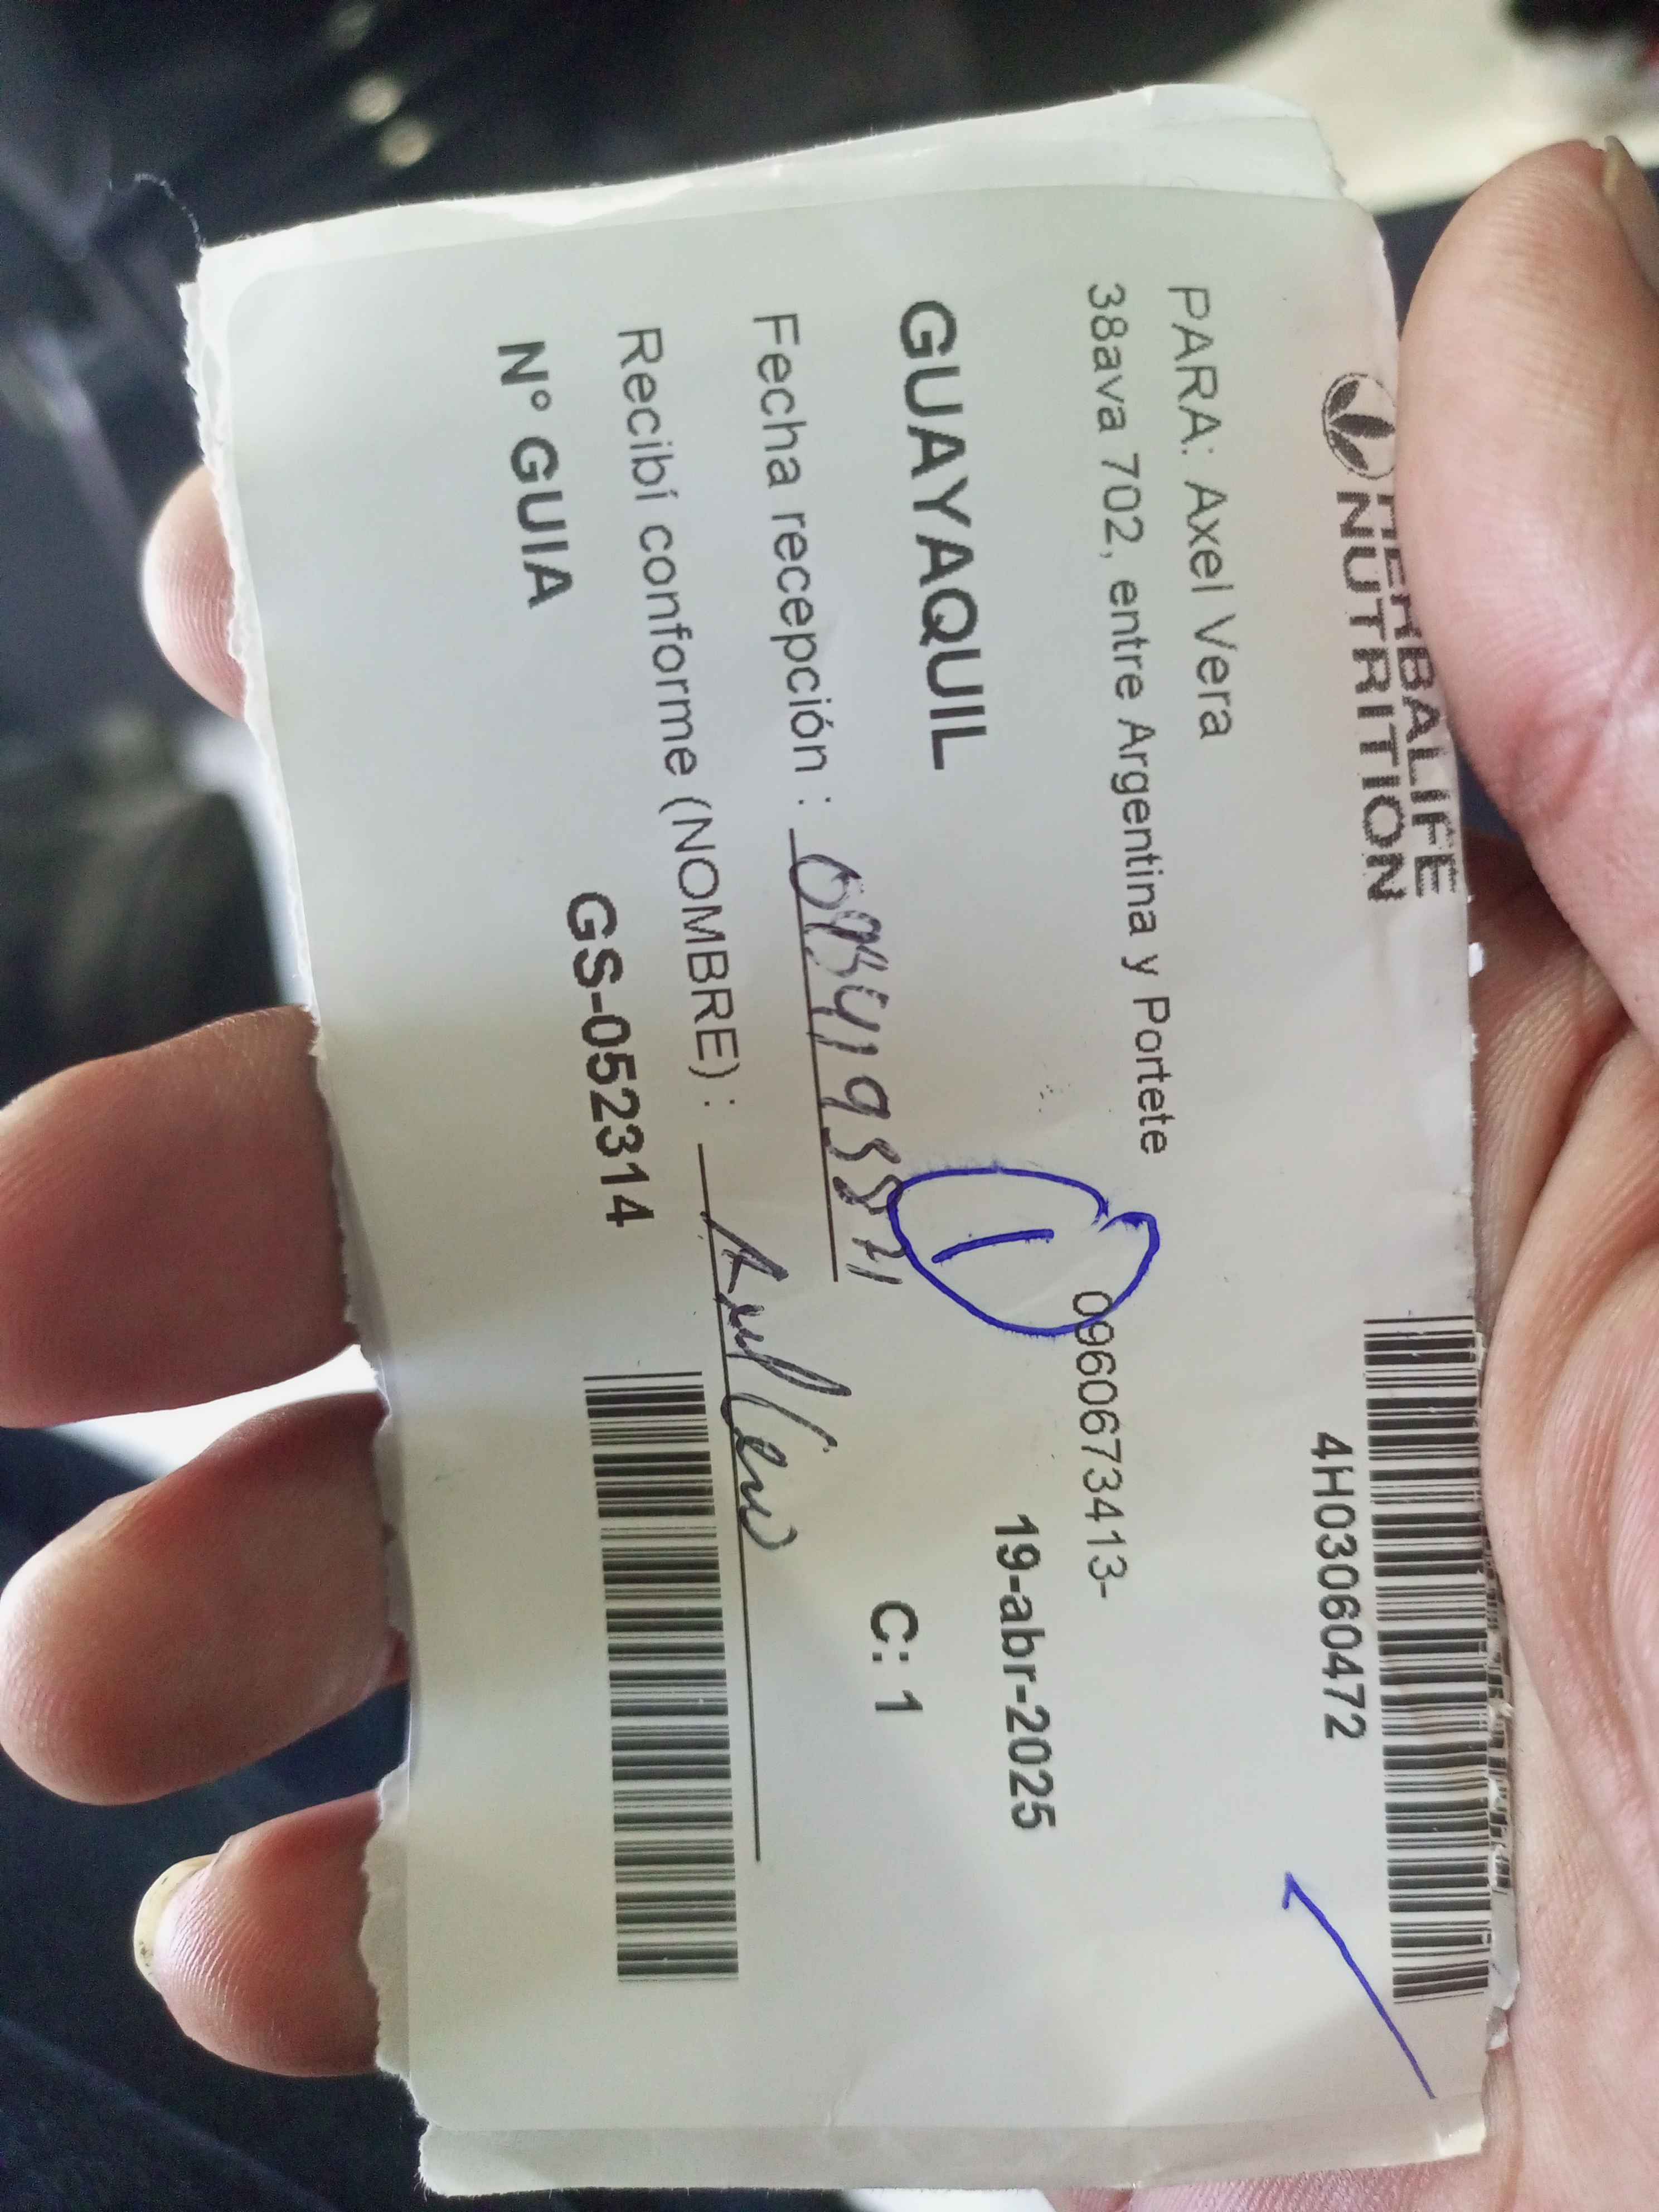 HERBALIFE
NUTRITION
4H03060472
PARA: Axel Vera
38ava 702, entre Argentina y Portete
0960673413-
19-abr-2025
1
GUAYAQUIL
C: 1
Fecha recepción :
Recibí conforme (NOMBRE) :
N° GUIA
GS-052314